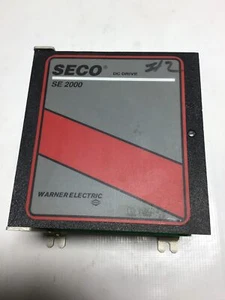 SECO® DC DRIVE
SE 2000
WARNER ELECTRIC